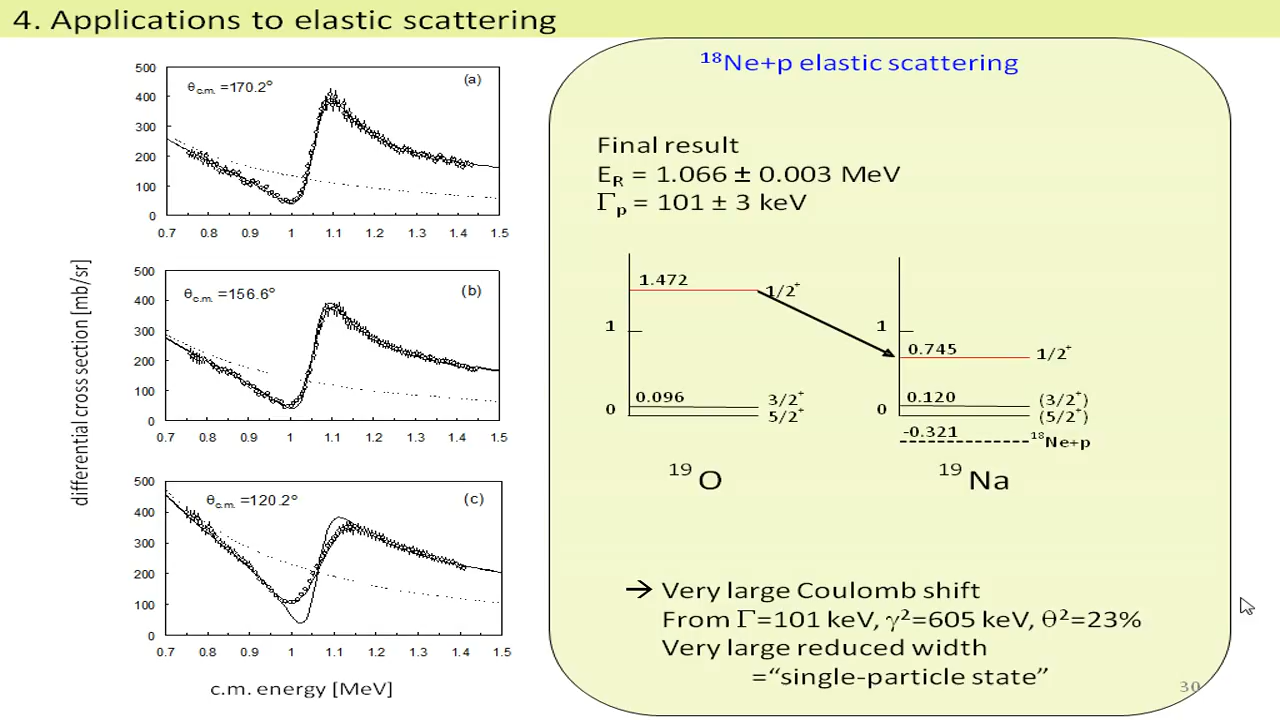 4. Applications to elastic scattering
500
400
300
200
100
0
θc.m. =170.2°
(a)
0.7 0.8 0.9 1 1.1 1.2 1.3 1.4 1.5
500
400
300
200
100
0
θc.m. =156.6°
(b)
0.7 0.8 0.9 1 1.1 1.2 1.3 1.4 1.5
500
400
300
200
100
0
θc.m. =120.2°
(c)
0.7 0.8 0.9 1 1.1 1.2 1.3 1.4 1.5
differential cross section [mb/sr]
c.m. energy [MeV]
¹⁸Ne+p elastic scattering
Final result
E_R = 1.066 ± 0.003 MeV
Γ_p = 101 ± 3 keV
1.472
1/2⁺
1
0.096
3/2⁺
0
5/2⁺
¹⁹O
1
0.745
1/2⁺
0.120
(3/2⁺)
0
(5/2⁺)
-0.321
¹⁸Ne+p
¹⁹Na
→ Very large Coulomb shift
From Γ=101 keV, γ²=605 keV, θ²=23%
Very large reduced width
=“single-particle state”
30